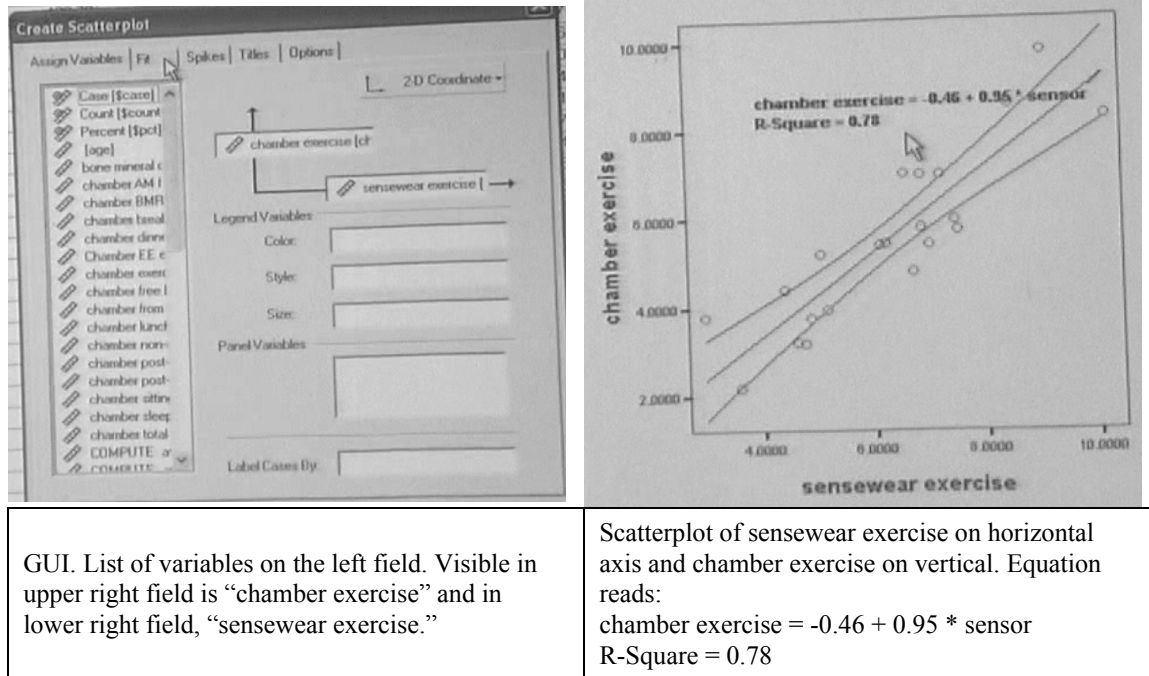 Create Scatterplot
Assign Variables Fit Spikes Titles Options
Case [$case]
Count [$count
Percent [$pct]
[age]
bone mineral c
chamber AM
chamber BMR
chamber break
chamber dinne
Chamber EE e
chamber exerc
chamber free l
chamber from
chamber lunch
chamber non-
chamber post-
chamber post-
chamber sitting
chamber sleep
chamber total
COMPUTE
COMPUTE
2-D Coordinate
chamber exercise [ch
sensewear exercise [
Legend Variables
Color:
Style:
Size:
Panel Variables
Label Cases By:
10.0000
8.0000
6.0000
4.0000
2.0000
chamber exercise
chamber exercise = -0.46 + 0.95 * sensor
R-Square = 0.78
4.0000 6.0000 8.0000 10.0000
sensewear exercise
GUI. List of variables on the left field. Visible in
upper right field is “chamber exercise” and in
lower right field, “sensewear exercise.”
Scatterplot of sensewear exercise on horizontal
axis and chamber exercise on vertical. Equation
reads:
chamber exercise = -0.46 + 0.95 * sensor
R-Square = 0.78